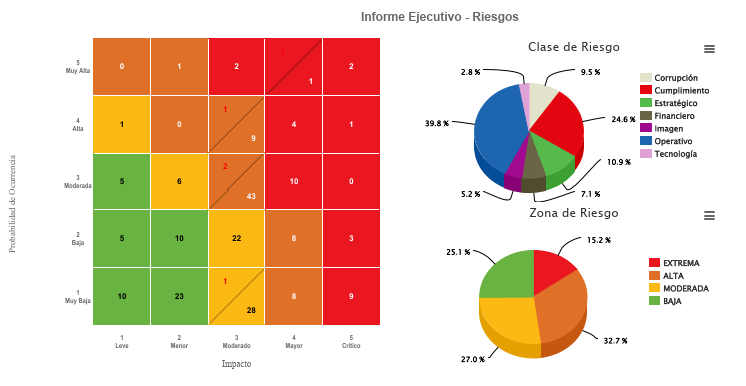 Informe Ejecutivo - Riesgos
Probabilidad de Ocurrencia
5
Muy Alta
0
1
2
1
2
4
Alta
1
0
1
9
4
1
3
Moderada
5
6
2
43
10
0
2
Baja
5
10
22
8
3
1
Muy Baja
10
23
1
28
8
9
1
Leve
2
Menor
3
Moderado
4
Mayor
5
Crítico
Impacto
Clase de Riesgo
2.8 %
9.5 %
39.8 %
24.6 %
10.9 %
5.2 %
7.1 %
Corrupción
Cumplimiento
Estratégico
Financiero
Imagen
Operativo
Tecnología
Zona de Riesgo
25.1 %
15.2 %
27.0 %
32.7 %
EXTREMA
ALTA
MODERADA
BAJA